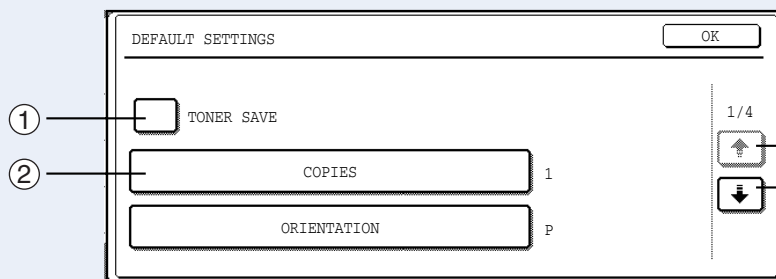 DEFAULT SETTINGS OK
1 TONER SAVE 1/4
2 COPIES 1
ORIENTATION P